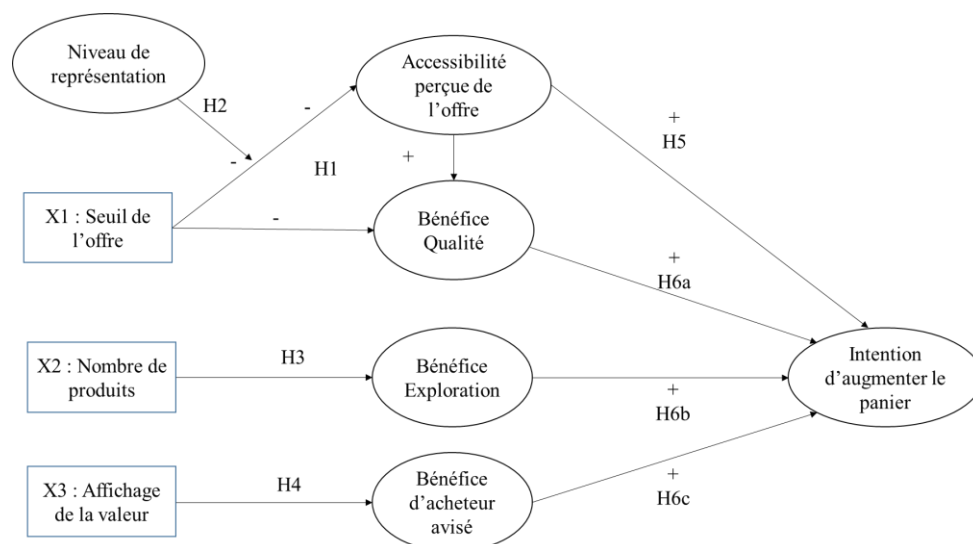 Niveau de
représentation
H2
-
-
H1
Accessibilité
perçue de
l'offre
+
+
H5
X1 : Seuil de
l'offre
-
Bénéfice
Qualité
+
H6a
X2 : Nombre de
produits
H3
Bénéfice
Exploration
+
H6b
Intention
d'augmenter le
panier
X3 : Affichage
de la valeur
H4
Bénéfice
d'acheteur
avisé
+
H6c